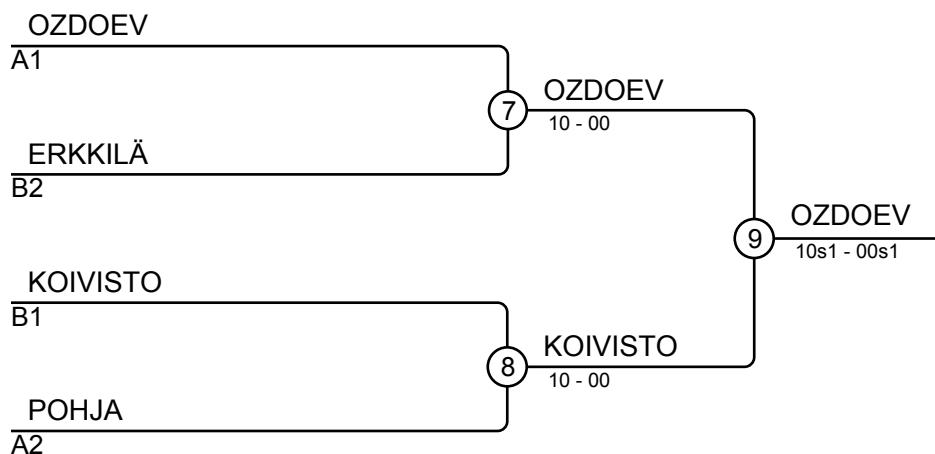 OZDOEV
A1
7
OZDOEV
10 - 00
ERKKILÄ
B2
9
OZDOEV
10s1 - 00s1
KOIVISTO
B1
8
KOIVISTO
10 - 00
POHJA
A2